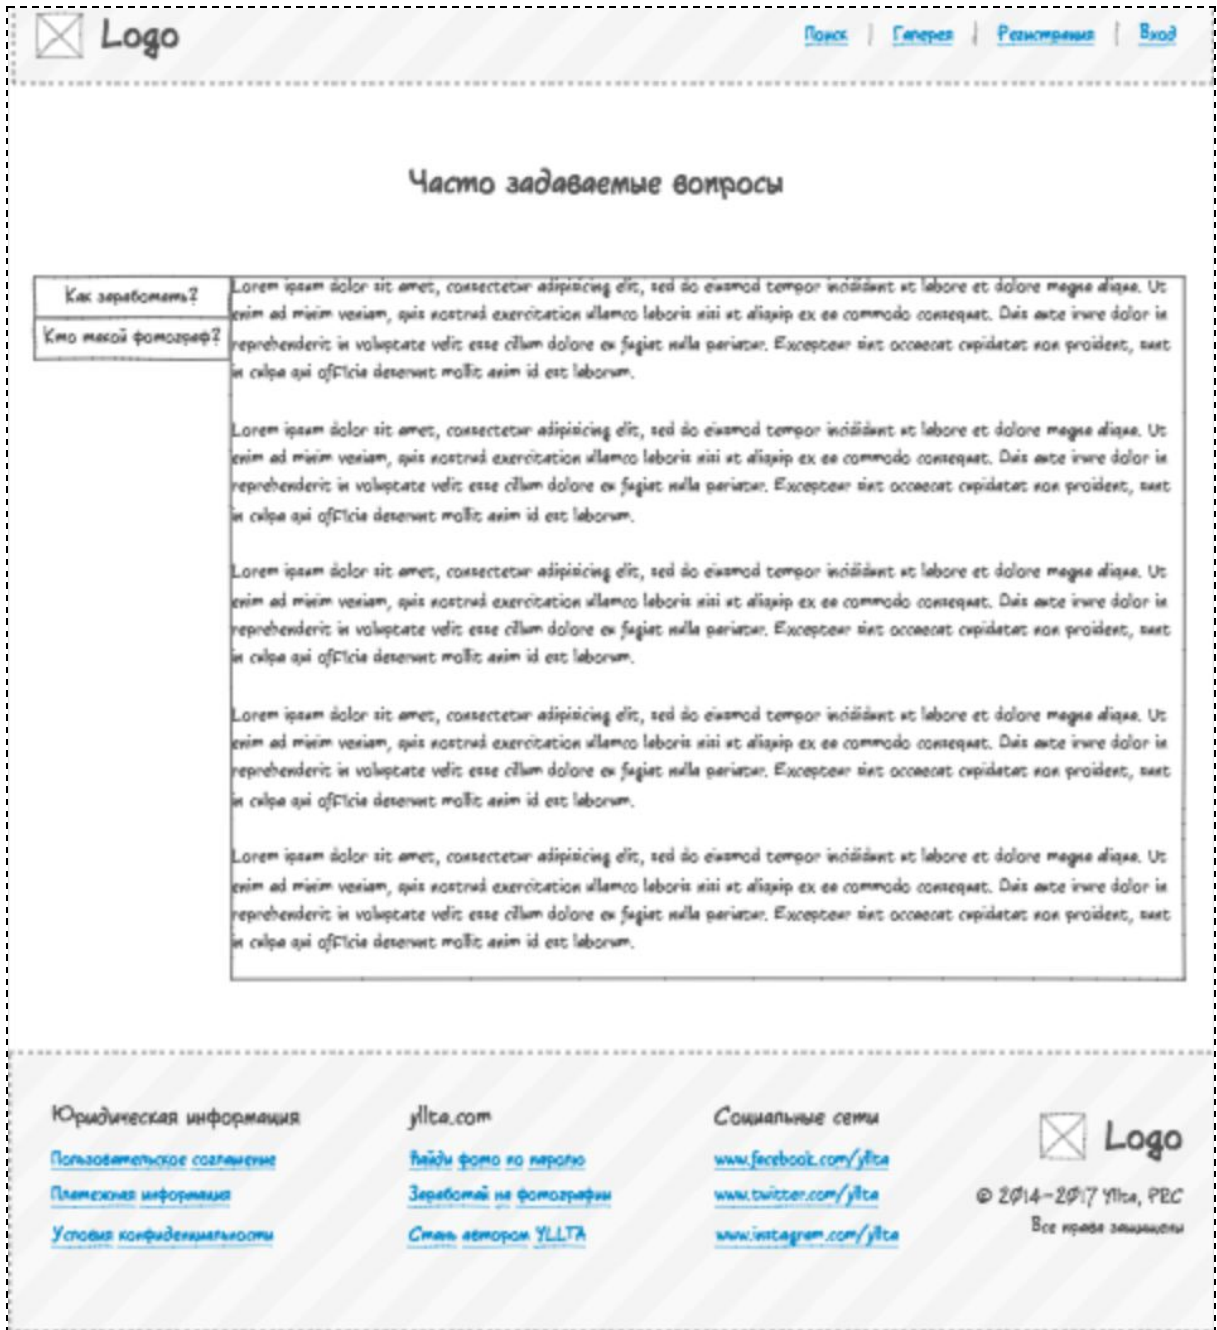 Logo
Поиск | Галерея | Регистрация | Вход
Часто задаваемые вопросы
Как заработать?
Кто такой фотограф?
Lorem ipsum dolor sit amet, consectetur adipisicing elit, sed do eiusmod tempor incididunt ut labore et dolore magna aliqua. Ut
enim ad minim veniam, quis nostrud exercitation ullamco laboris nisi ut aliquip ex ea commodo consequat. Duis aute irure dolor in
reprehenderit in voluptate velit esse cillum dolore eu fugiat nulla pariatur. Excepteur sint occaecat cupidatat non proident, sunt
in culpa qui officia deserunt mollit anim id est laborum.
Lorem ipsum dolor sit amet, consectetur adipisicing elit, sed do eiusmod tempor incididunt ut labore et dolore magna aliqua. Ut
enim ad minim veniam, quis nostrud exercitation ullamco laboris nisi ut aliquip ex ea commodo consequat. Duis aute irure dolor in
reprehenderit in voluptate velit esse cillum dolore eu fugiat nulla pariatur. Excepteur sint occaecat cupidatat non proident, sunt
in culpa qui officia deserunt mollit anim id est laborum.
Lorem ipsum dolor sit amet, consectetur adipisicing elit, sed do eiusmod tempor incididunt ut labore et dolore magna aliqua. Ut
enim ad minim veniam, quis nostrud exercitation ullamco laboris nisi ut aliquip ex ea commodo consequat. Duis aute irure dolor in
reprehenderit in voluptate velit esse cillum dolore eu fugiat nulla pariatur. Excepteur sint occaecat cupidatat non proident, sunt
in culpa qui officia deserunt mollit anim id est laborum.
Lorem ipsum dolor sit amet, consectetur adipisicing elit, sed do eiusmod tempor incididunt ut labore et dolore magna aliqua. Ut
enim ad minim veniam, quis nostrud exercitation ullamco laboris nisi ut aliquip ex ea commodo consequat. Duis aute irure dolor in
reprehenderit in voluptate velit esse cillum dolore eu fugiat nulla pariatur. Excepteur sint occaecat cupidatat non proident, sunt
in culpa qui officia deserunt mollit anim id est laborum.
Lorem ipsum dolor sit amet, consectetur adipisicing elit, sed do eiusmod tempor incididunt ut labore et dolore magna aliqua. Ut
enim ad minim veniam, quis nostrud exercitation ullamco laboris nisi ut aliquip ex ea commodo consequat. Duis aute irure dolor in
reprehenderit in voluptate velit esse cillum dolore eu fugiat nulla pariatur. Excepteur sint occaecat cupidatat non proident, sunt
in culpa qui officia deserunt mollit anim id est laborum.
Юридическая информация
Пользовательское соглашение
Платежная информация
Условия конфиденциальности
yllta.com
Найди фото по паролю
Заработай на фотографии
Стань автором YLLTA
Социальные сети
www.facebook.com/yllta
www.twitter.com/yllta
www.instagram.com/yllta
Logo
© 2014-2017 Yllta, PRC
Все права защищены